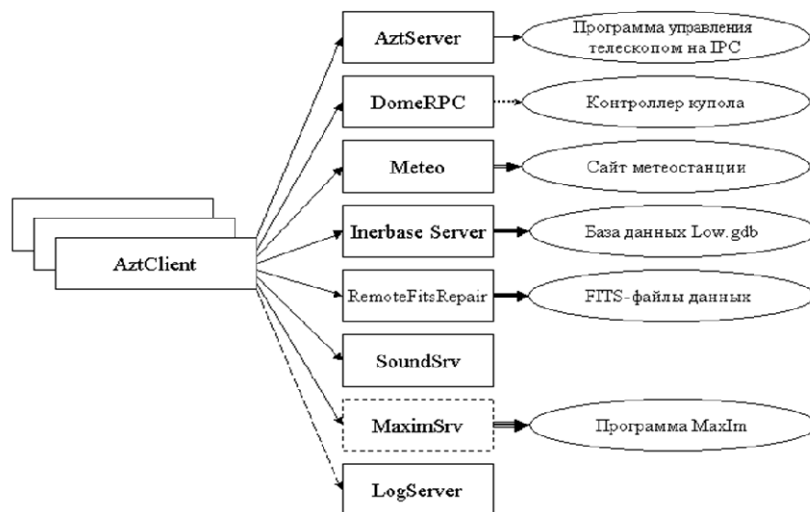 AztServer
Программа управления
телескопом на IPC
DomeRPC
Контроллер купола
Meteo
Сайт метеостанции
Inerbase Server
База данных Low.gdb
AztClient
RemoteFitsRepair
FITS-файлы данных
SoundSrv
MaximSrv
Программа MaxIm
LogServer